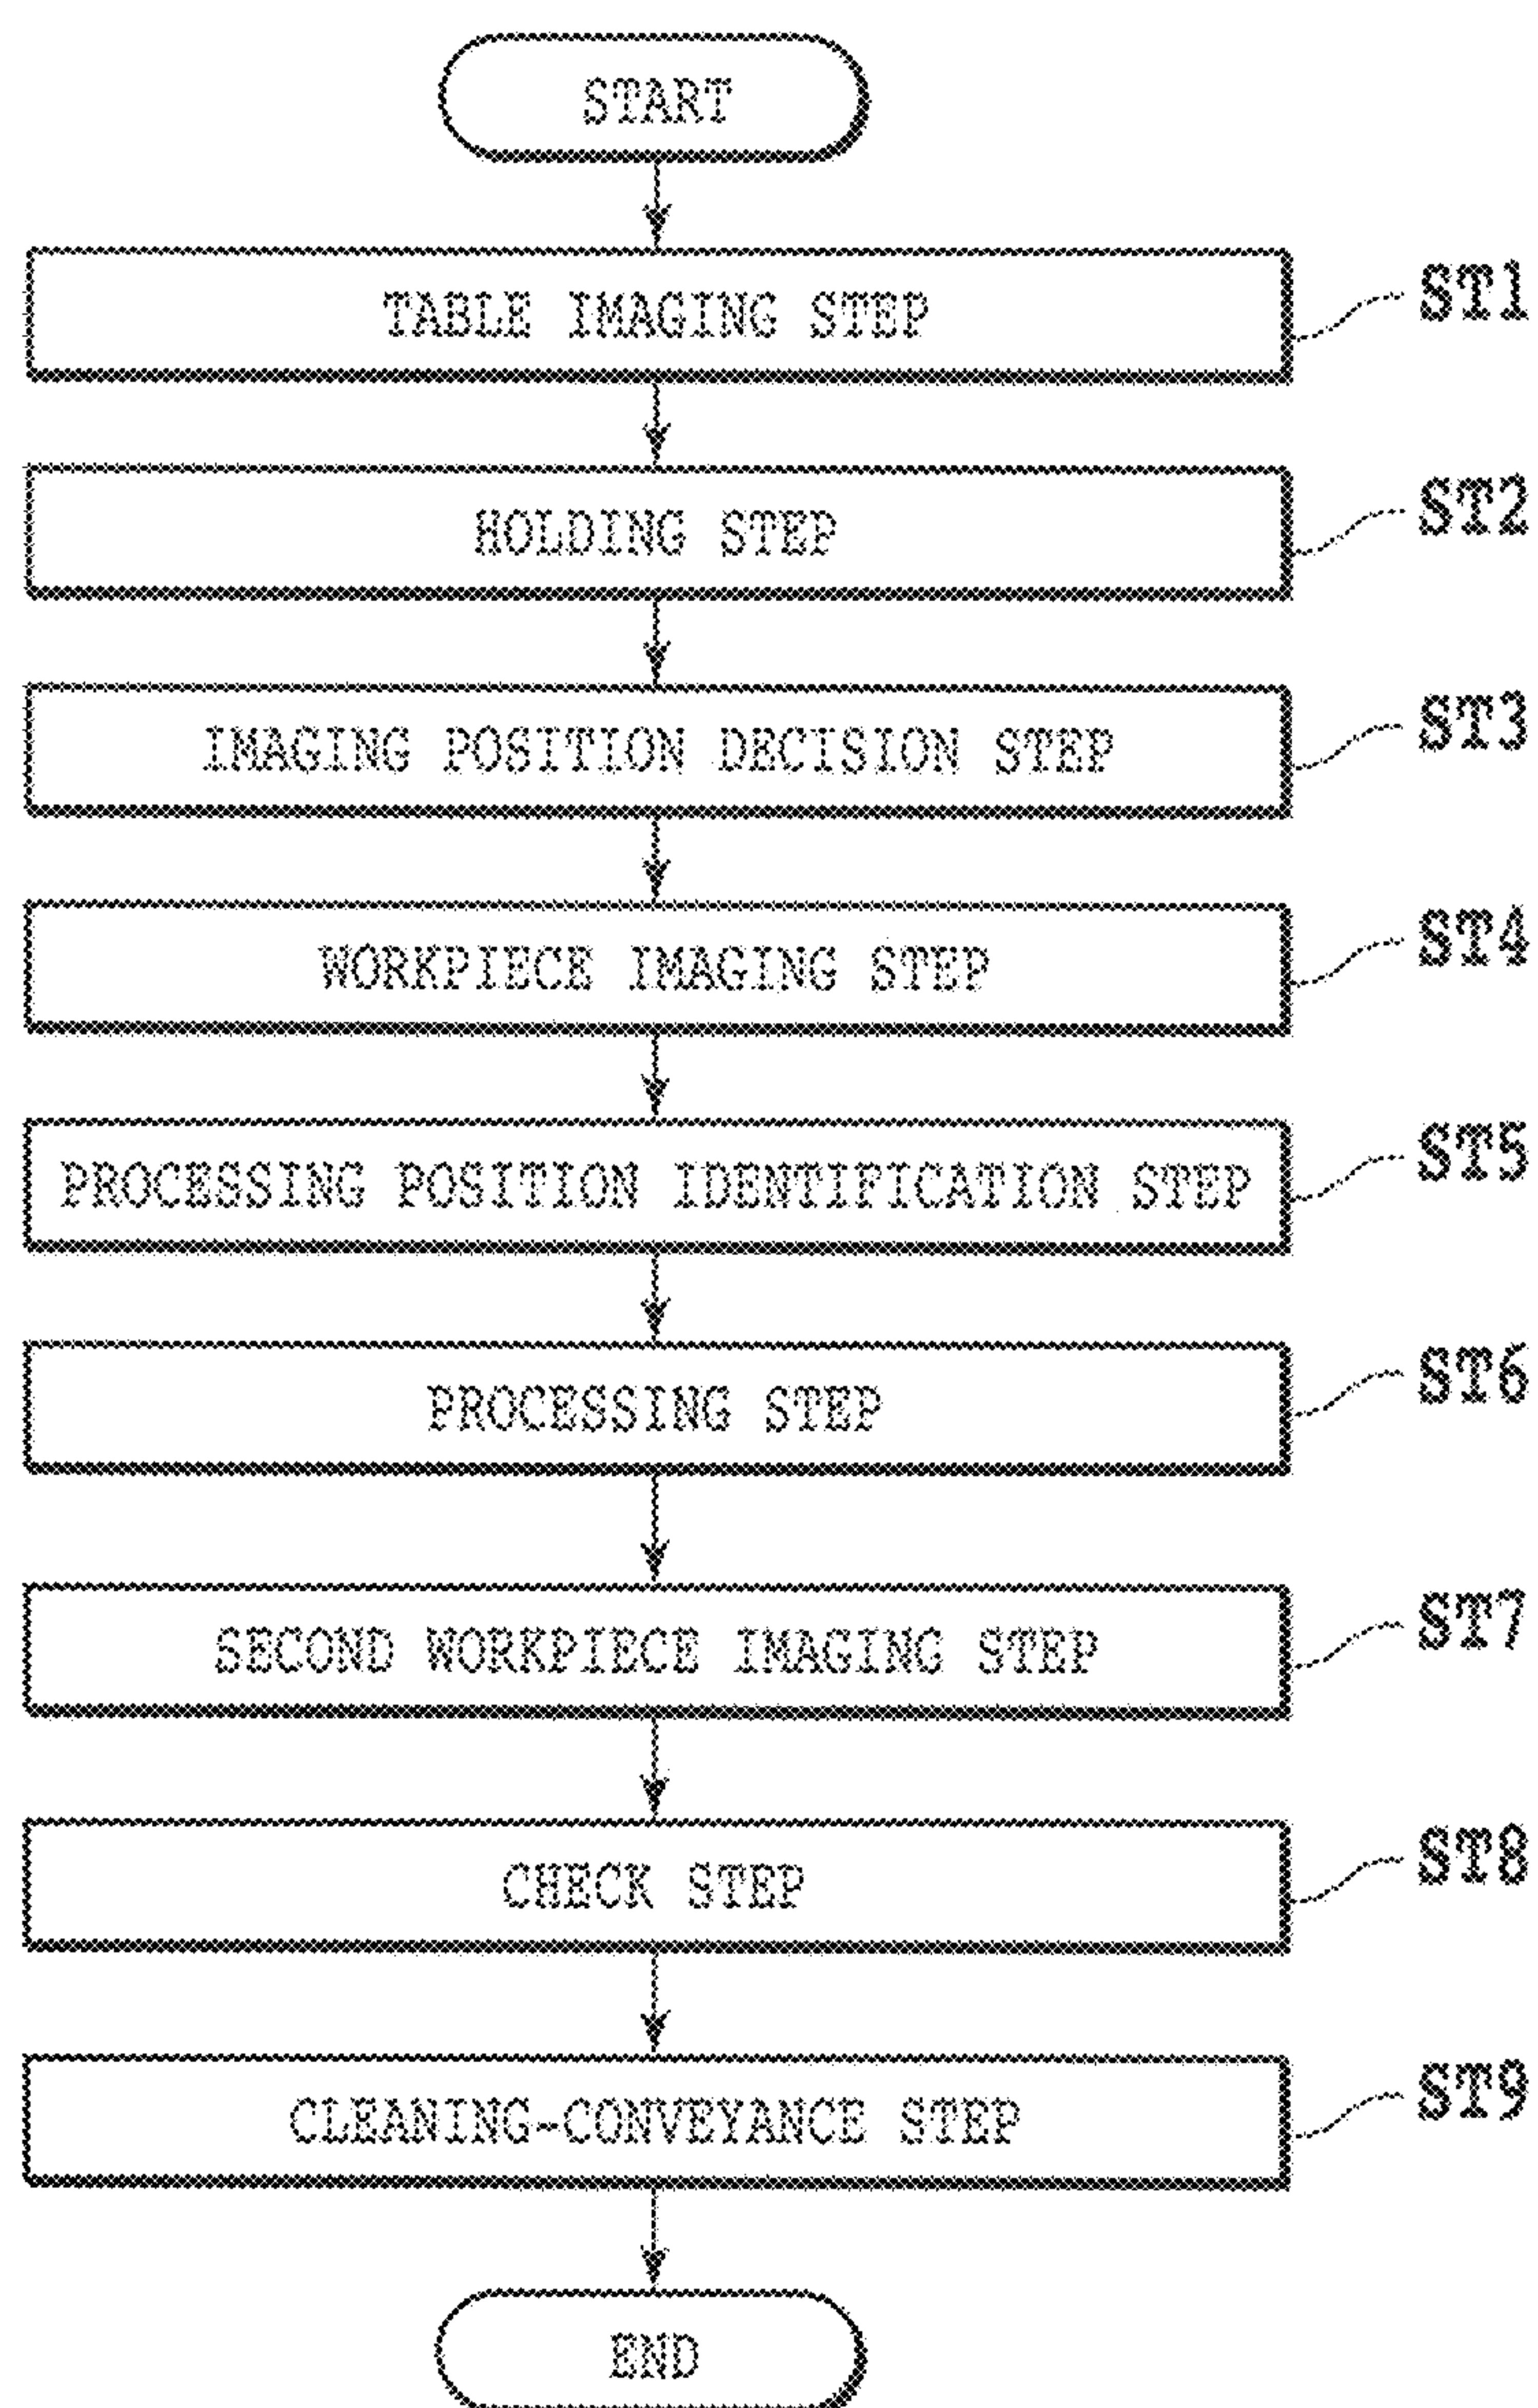 START
TABLE IMAGING STEP
ST1
HOLDING STEP
ST2
IMAGING POSITION DECISION STEP
ST3
WORKPIECE IMAGING STEP
ST4
PROCESSING POSITION IDENTIFICATION STEP
ST5
PROCESSING STEP
ST6
SECOND WORKPIECE IMAGING STEP
ST7
CHECK STEP
ST8
CLEANING-CONVEYANCE STEP
ST9
END